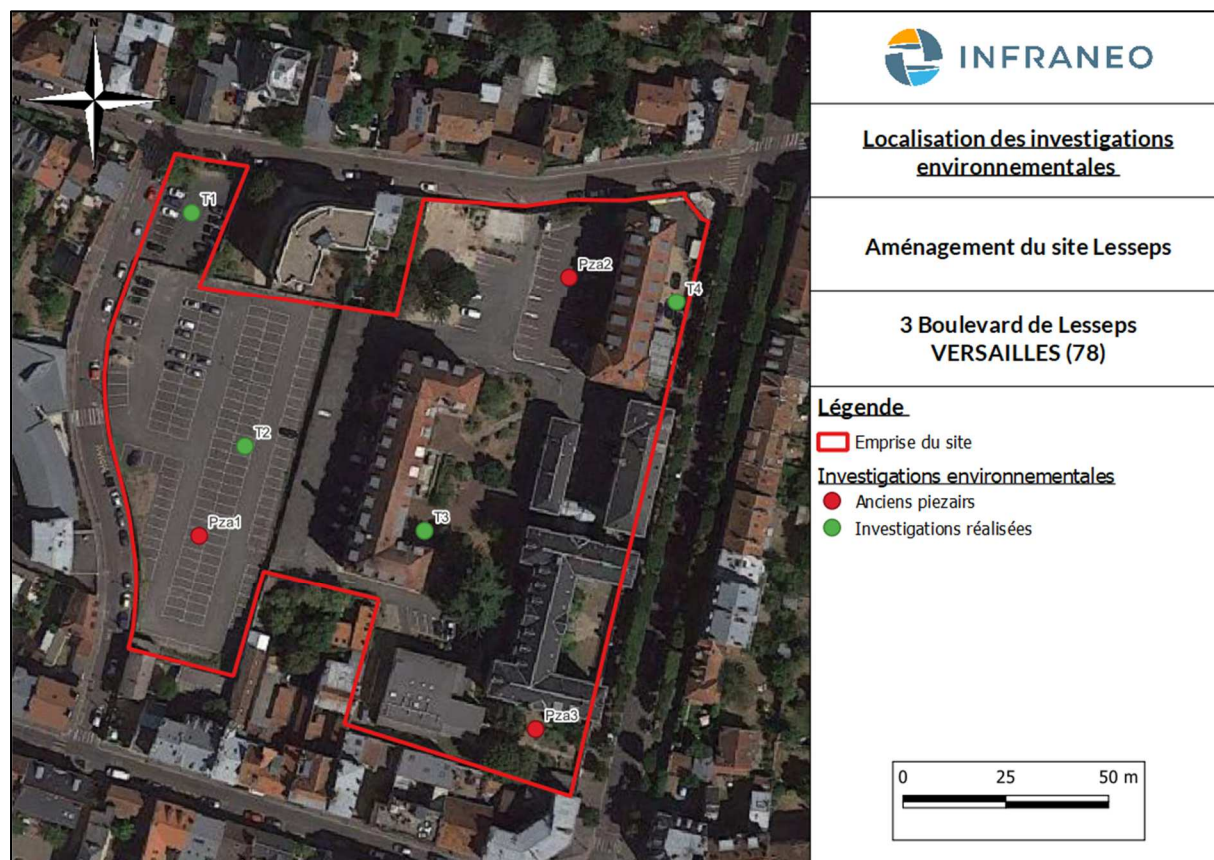 N
W
E
S
T1
Pza2
T4
T2
Pza1
T3
Pza3
INFRANEO
Localisation des investigations
environnementales
Aménagement du site Lesseps
3 Boulevard de Lesseps
VERSAILLES (78)
Légende
Emprise du site
Investigations environnementales
Anciens piezairs
Investigations réalisées
0 25 50 m